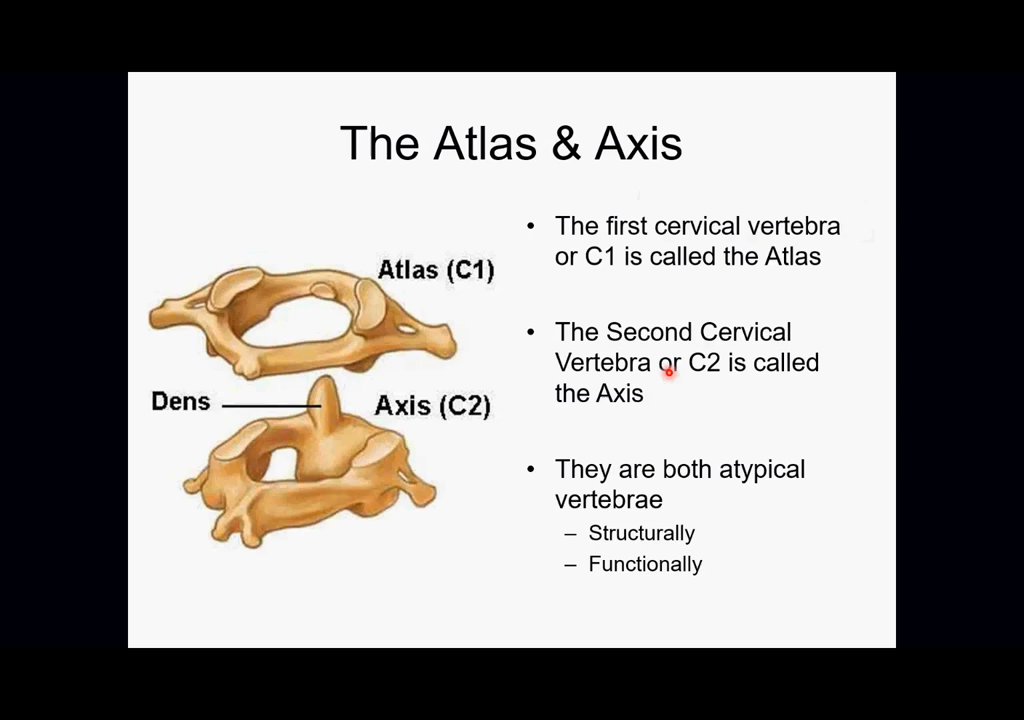 The Atlas & Axis
Atlas (C1)
Dens
Axis (C2)
• The first cervical vertebra
or C1 is called the Atlas
• The Second Cervical
Vertebra or C2 is called
the Axis
• They are both atypical
vertebrae
– Structurally
– Functionally